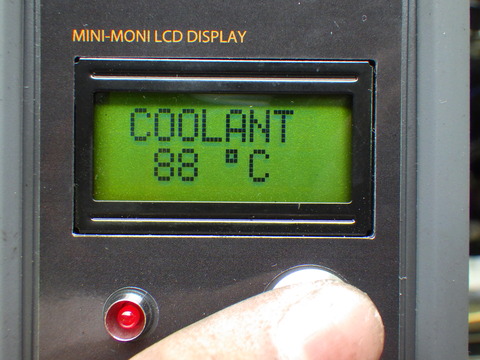 MINI-MONI LCD DISPLAY
COOLANT
88 °C